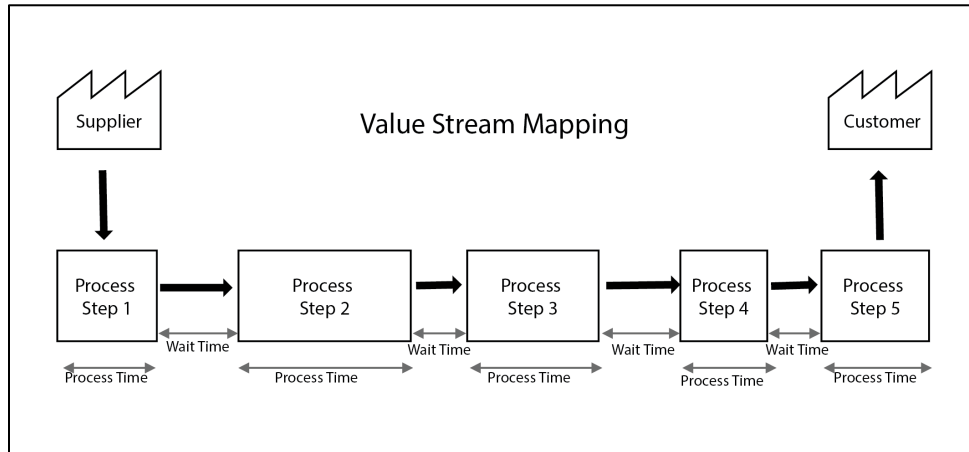 Supplier
Value Stream Mapping
Customer
Process
Step 1
Process
Step 2
Process
Step 3
Process
Step 4
Process
Step 5
Wait Time
Wait Time
Wait Time
Wait Time
Process Time
Process Time
Process Time
Process Time
Process Time